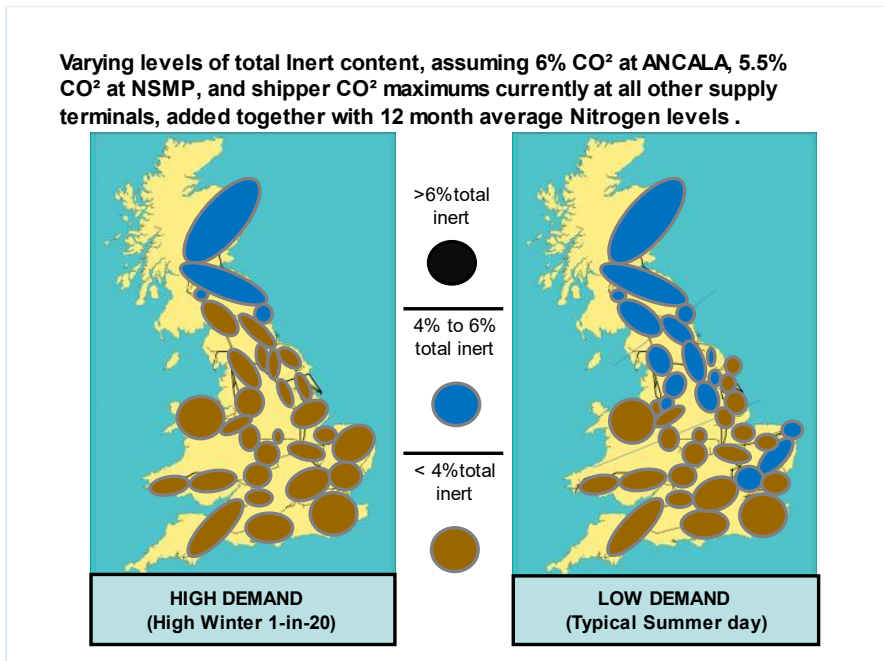 Varying levels of total Inert content, assuming 6% CO² at ANCALA, 5.5%
CO² at NSMP, and shipper CO² maximums currently at all other supply
terminals, added together with 12 month average Nitrogen levels .
>6%total
inert
4% to 6%
total inert
< 4%total
inert
HIGH DEMAND
(High Winter 1-in-20)
LOW DEMAND
(Typical Summer day)